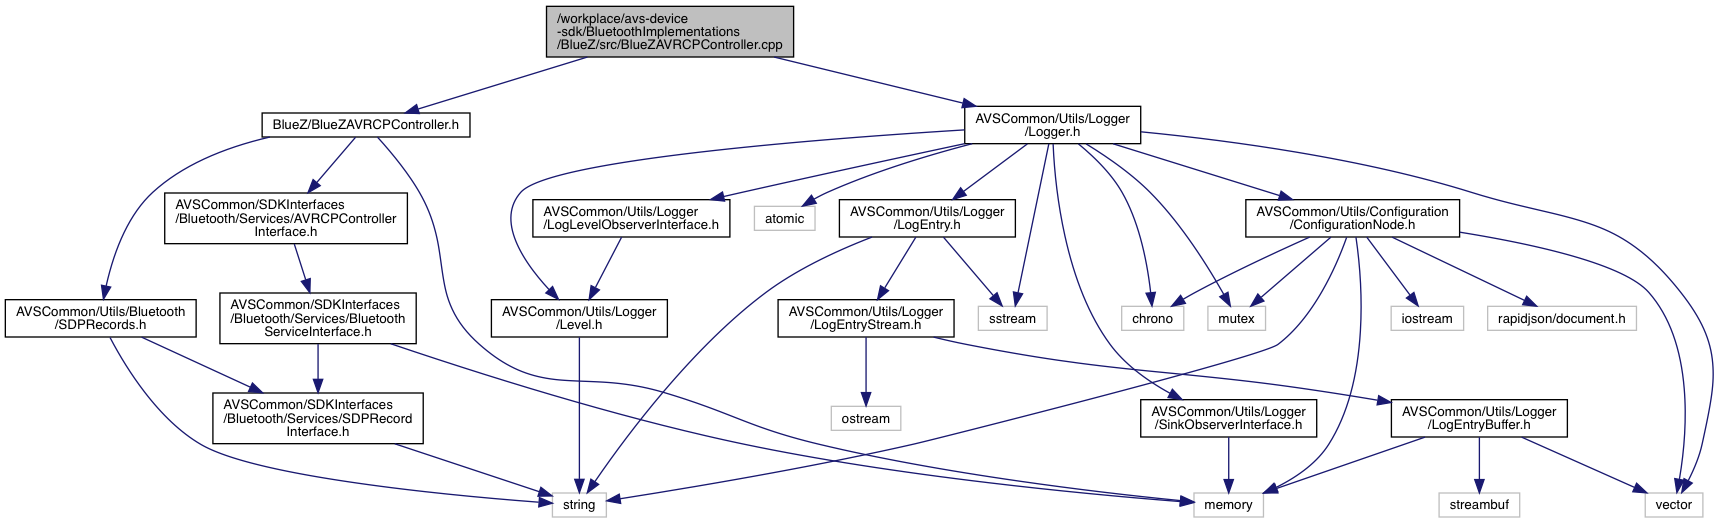 /workplace/avs-device
-sdk/BluetoothImplementations
/BlueZ/src/BlueZAVRCPController.cpp
BlueZ/BlueZAVRCPController.h
AVSCommon/Utils/Logger
/Logger.h
AVSCommon/SDKInterfaces
/Bluetooth/Services/AVRCPController
Interface.h
AVSCommon/Utils/Logger
/LogLevelObserverInterface.h
atomic
AVSCommon/Utils/Logger
/LogEntry.h
AVSCommon/Utils/Configuration
/ConfigurationNode.h
AVSCommon/Utils/Bluetooth
/SDPRecords.h
AVSCommon/SDKInterfaces
/Bluetooth/Services/Bluetooth
ServiceInterface.h
AVSCommon/Utils/Logger
/Level.h
AVSCommon/Utils/Logger
/LogEntryStream.h
sstream
chrono
mutex
iostream
rapidjson/document.h
AVSCommon/SDKInterfaces
/Bluetooth/Services/SDPRecord
Interface.h
ostream
AVSCommon/Utils/Logger
/SinkObserverInterface.h
AVSCommon/Utils/Logger
/LogEntryBuffer.h
string
memory
streambuf
vector